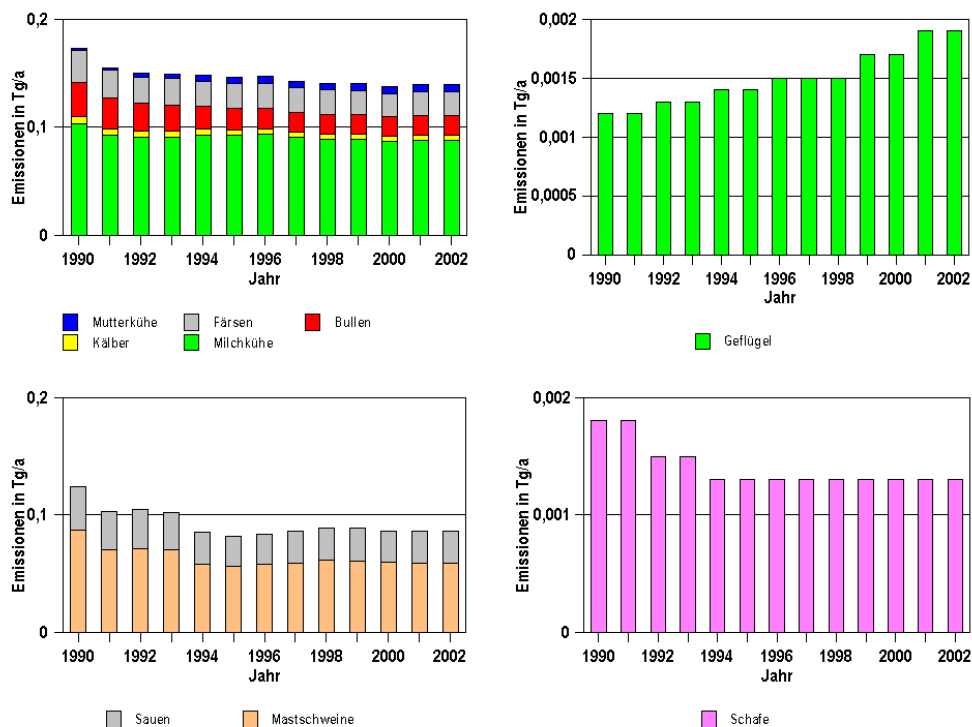 Emissionen in Tg/a
0,2
0,1
0
1990 1992 1994 1996 1998 2000 2002
Jahr
Mutterkühe Färsen Bullen
Kälber Milchkühe
Emissionen in Tg/a
0,002
0,0015
0,001
0,0005
0
1990 1992 1994 1996 1998 2000 2002
Jahr
Geflügel
Emissionen in Tg/a
0,2
0,1
0
1990 1992 1994 1996 1998 2000 2002
Jahr
Sauen Mastschweine
Emissionen in Tg/a
0,002
0,001
0
1990 1992 1994 1996 1998 2000 2002
Jahr
Schafe